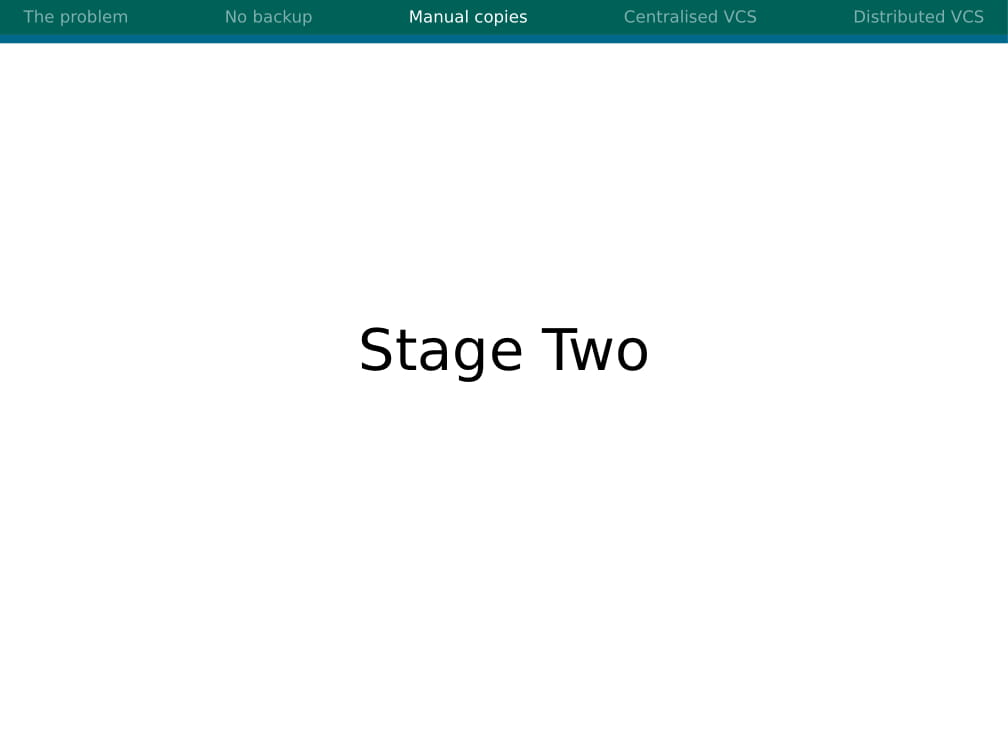 The problem No backup Manual copies Centralised VCS Distributed VCS
Stage Two